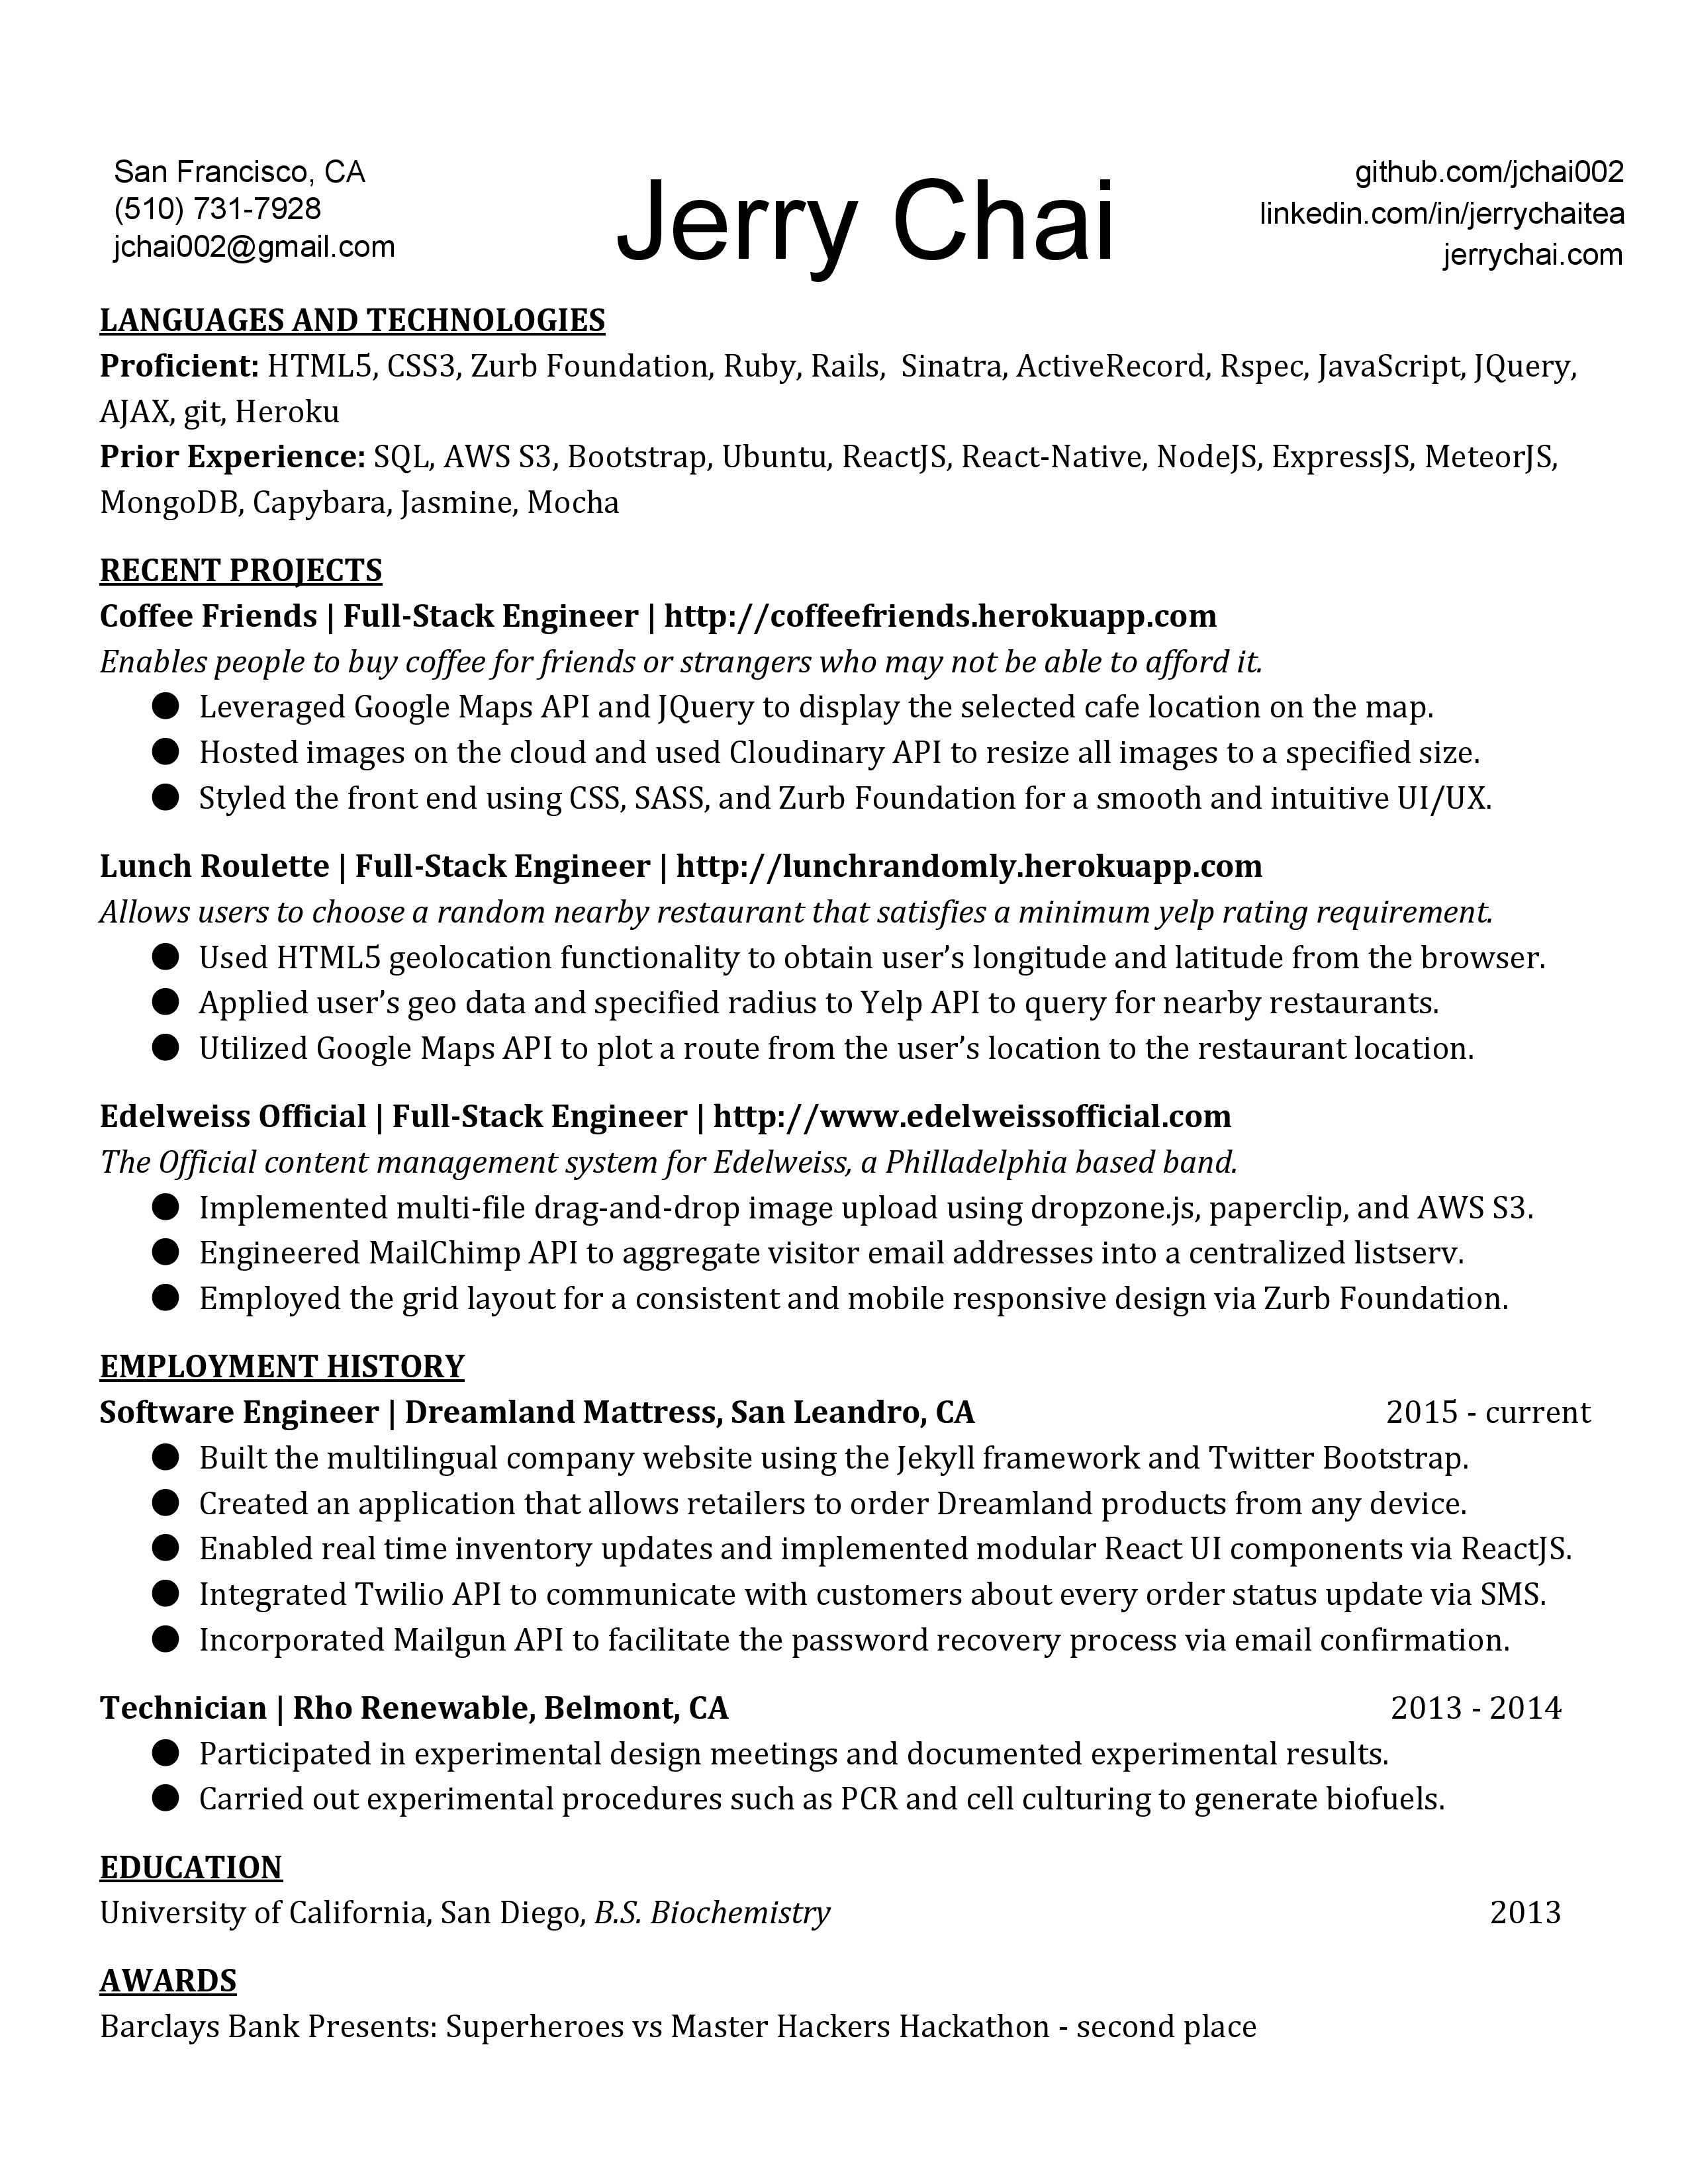 San Francisco, CA
(510) 731-7928
jchai002@gmail.com
Jerry Chai
github.com/jchai002
linkedin.com/in/jerrychaitea
jerrychai.com
LANGUAGES AND TECHNOLOGIES
Proficient: HTML5, CSS3, Zurb Foundation, Ruby, Rails,  Sinatra, ActiveRecord, Rspec, JavaScript, JQuery,
AJAX, git, Heroku
Prior Experience: SQL, AWS S3, Bootstrap, Ubuntu, ReactJS, React-Native, NodeJS, ExpressJS, MeteorJS,
MongoDB, Capybara, Jasmine, Mocha
RECENT PROJECTS
Coffee Friends | Full-Stack Engineer | http://coffeefriends.herokuapp.com
Enables people to buy coffee for friends or strangers who may not be able to afford it.
● Leveraged Google Maps API and JQuery to display the selected cafe location on the map.
● Hosted images on the cloud and used Cloudinary API to resize all images to a specified size.
● Styled the front end using CSS, SASS, and Zurb Foundation for a smooth and intuitive UI/UX.
Lunch Roulette | Full-Stack Engineer | http://lunchrandomly.herokuapp.com
Allows users to choose a random nearby restaurant that satisfies a minimum yelp rating requirement.
● Used HTML5 geolocation functionality to obtain user’s longitude and latitude from the browser.
● Applied user’s geo data and specified radius to Yelp API to query for nearby restaurants.
● Utilized Google Maps API to plot a route from the user’s location to the restaurant location.
Edelweiss Official | Full-Stack Engineer | http://www.edelweissofficial.com
The Official content management system for Edelweiss, a Philladelphia based band.
● Implemented multi-file drag-and-drop image upload using dropzone.js, paperclip, and AWS S3.
● Engineered MailChimp API to aggregate visitor email addresses into a centralized listserv.
● Employed the grid layout for a consistent and mobile responsive design via Zurb Foundation.
EMPLOYMENT HISTORY
Software Engineer | Dreamland Mattress, San Leandro, CA 2015 - current
● Built the multilingual company website using the Jekyll framework and Twitter Bootstrap.
● Created an application that allows retailers to order Dreamland products from any device.
● Enabled real time inventory updates and implemented modular React UI components via ReactJS.
● Integrated Twilio API to communicate with customers about every order status update via SMS.
● Incorporated Mailgun API to facilitate the password recovery process via email confirmation.
Technician | Rho Renewable, Belmont, CA 2013 - 2014
● Participated in experimental design meetings and documented experimental results.
● Carried out experimental procedures such as PCR and cell culturing to generate biofuels.
EDUCATION
University of California, San Diego, B.S. Biochemistry 2013
AWARDS
Barclays Bank Presents: Superheroes vs Master Hackers Hackathon - second place